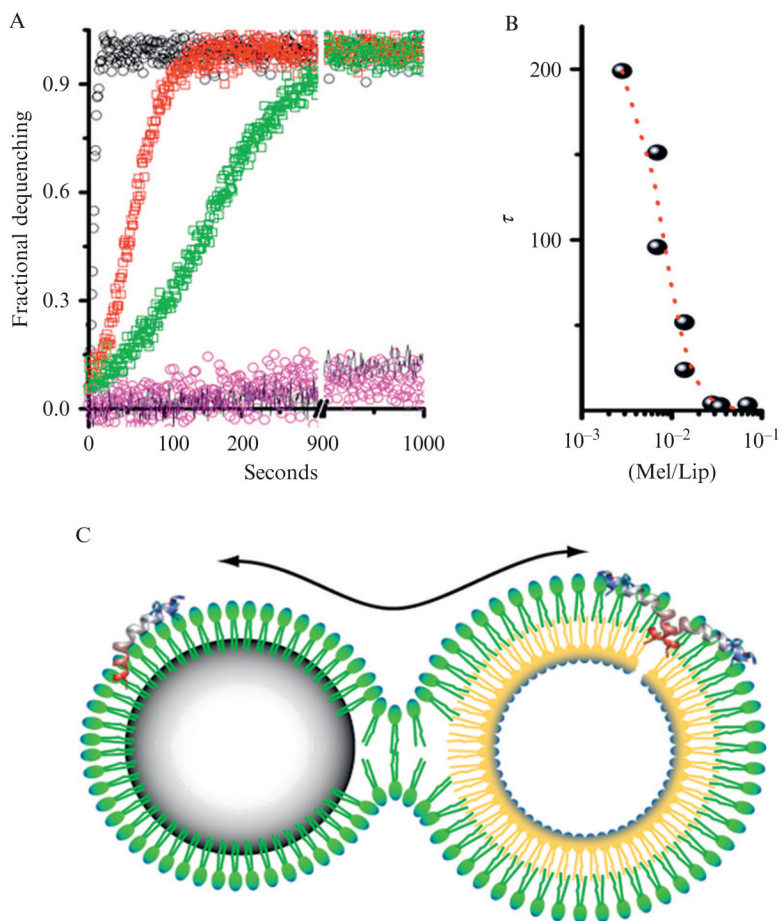 A
Fractional dequenching
0.9
0.6
0.3
0.0
0
100
200
900
1000
Seconds
B
τ
200
100
10⁻³
10⁻²
10⁻¹
(Mel/Lip)
C